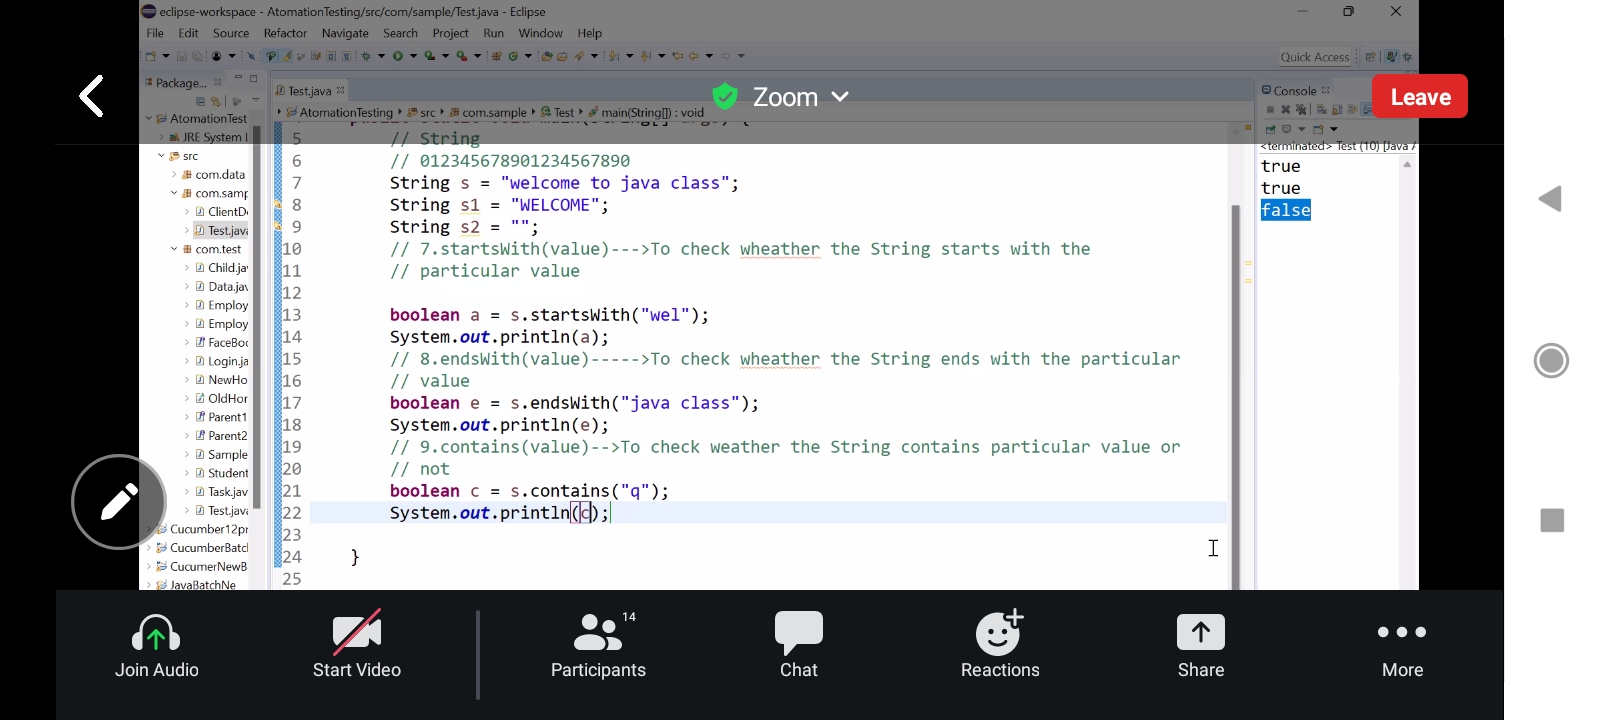 eclipse-workspace - AtomationTesting/src/com/sample/Test.java - Eclipse
File Edit Source Refactor Navigate Search Project Run Window Help
Quick Access
Package...
AtomationTest
JRE System
src
com.data
com.samp
ClientD
Test.java
com.test
Child.ja
Data.jav
Employ
Employ
FaceBo
Login.ja
NewHo
OldHor
Parent1
Parent2
Sample
Student
Task.jav
Test.java
Cucumber12pr
CucumberBatc
CucumerNewB
JavaBatchNe
Test.java
AtomationTesting src com.sample Test main(String[]) : void
Zoom
Leave
5 // String
6 // 012345678901234567890
7 String s = "welcome to java class";
8 String s1 = "WELCOME";
9 String s2 = "";
10 // 7.startsWith(value)--->To check wheather the String starts with the
11 // particular value
12
13 boolean a = s.startsWith("wel");
14 System.out.println(a);
15 // 8.endsWith(value)----->To check wheather the String ends with the particular
16 // value
17 boolean e = s.endsWith("java class");
18 System.out.println(e);
19 // 9.contains(value)-->To check weather the String contains particular value or
20 // not
21 boolean c = s.contains("q");
22 System.out.println(c);
23
24 }
25
Console
<terminated> Test (10) [Java
true
true
false
Join Audio
Start Video
14
Participants
Chat
Reactions
Share
More